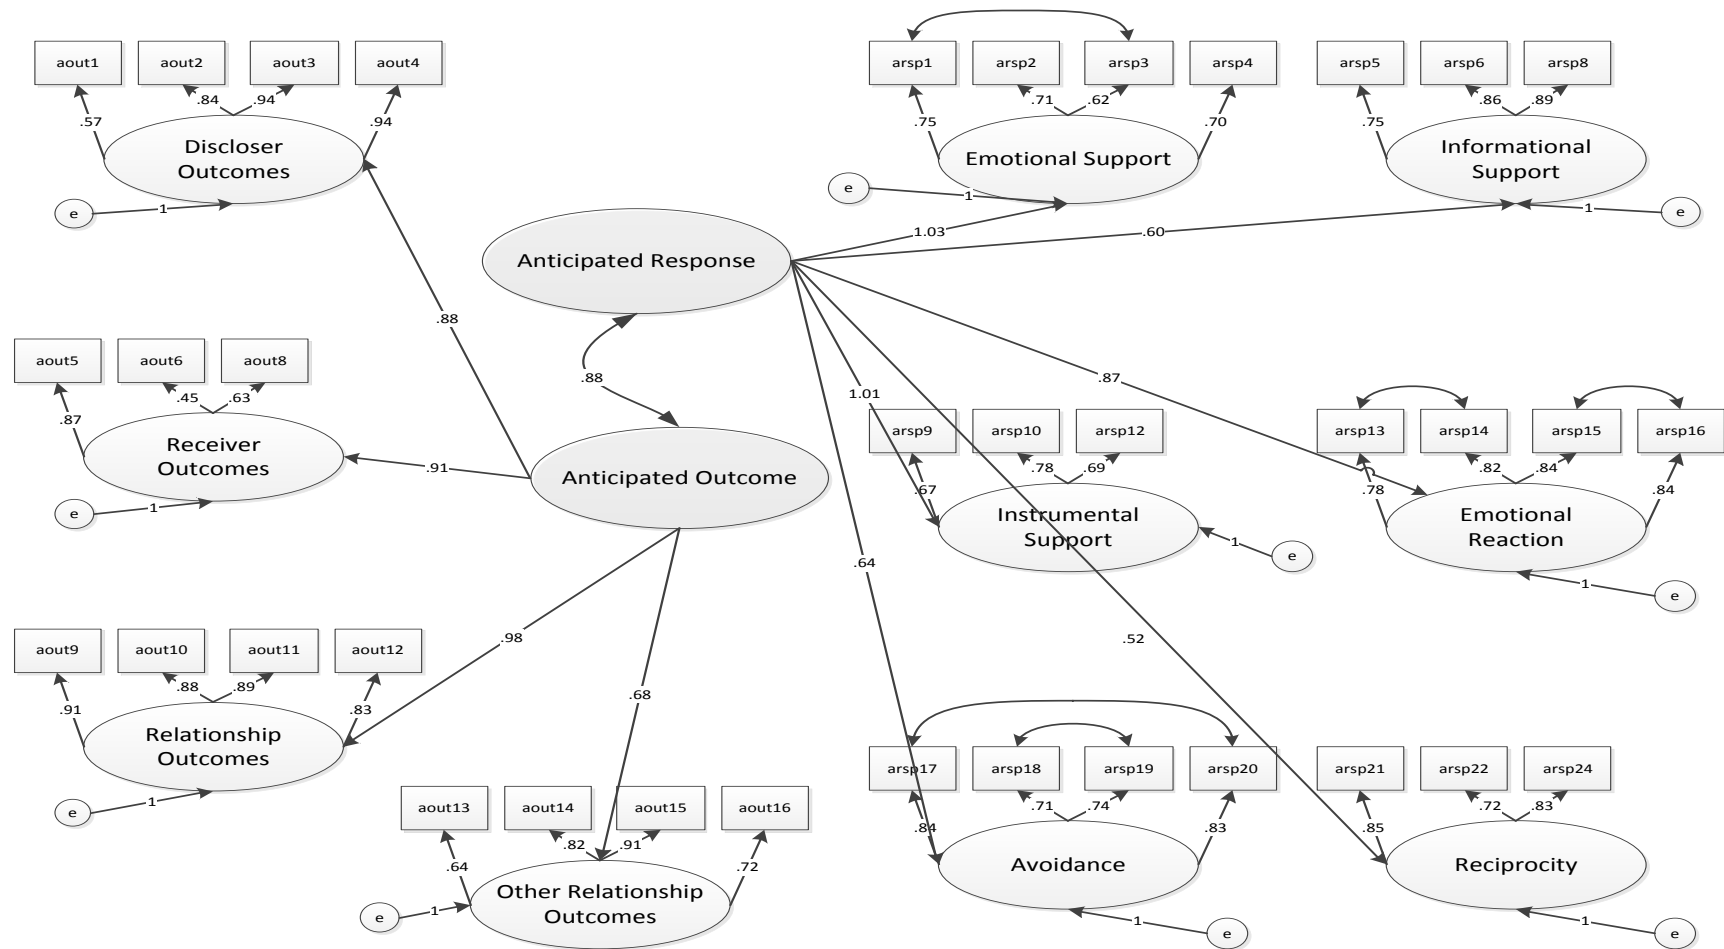 aout1 aout2 aout3 aout4
.57 .84 .94 .94
Discloser
Outcomes
e 1
arsp1 arsp2 arsp3 arsp4
.75 .71 .62 .70
Emotional Support
e 1
arsp5 arsp6 arsp8
.75 .86 .89
Informational
Support
1 e
Anticipated Response
1.03
.60
.88
.88
.87
1.01
.64
.52
aout5 aout6 aout8
.87 .45 .63
Receiver
Outcomes
e 1
.91
Anticipated Outcome
.98
.68
arsp9 arsp10 arsp12
.67 .78 .69
Instrumental
Support
1 e
arsp13 arsp14 arsp15 arsp16
.78 .82 .84 .84
Emotional
Reaction
1 e
aout9 aout10 aout11 aout12
.91 .88 .89 .83
Relationship
Outcomes
e 1
aout13 aout14 aout15 aout16
.64 .82 .91 .72
Other Relationship
Outcomes
e 1
arsp17 arsp18 arsp19 arsp20
.84 .71 .74 .83
Avoidance
1 e
arsp21 arsp22 arsp24
.85 .72 .83
Reciprocity
1 e